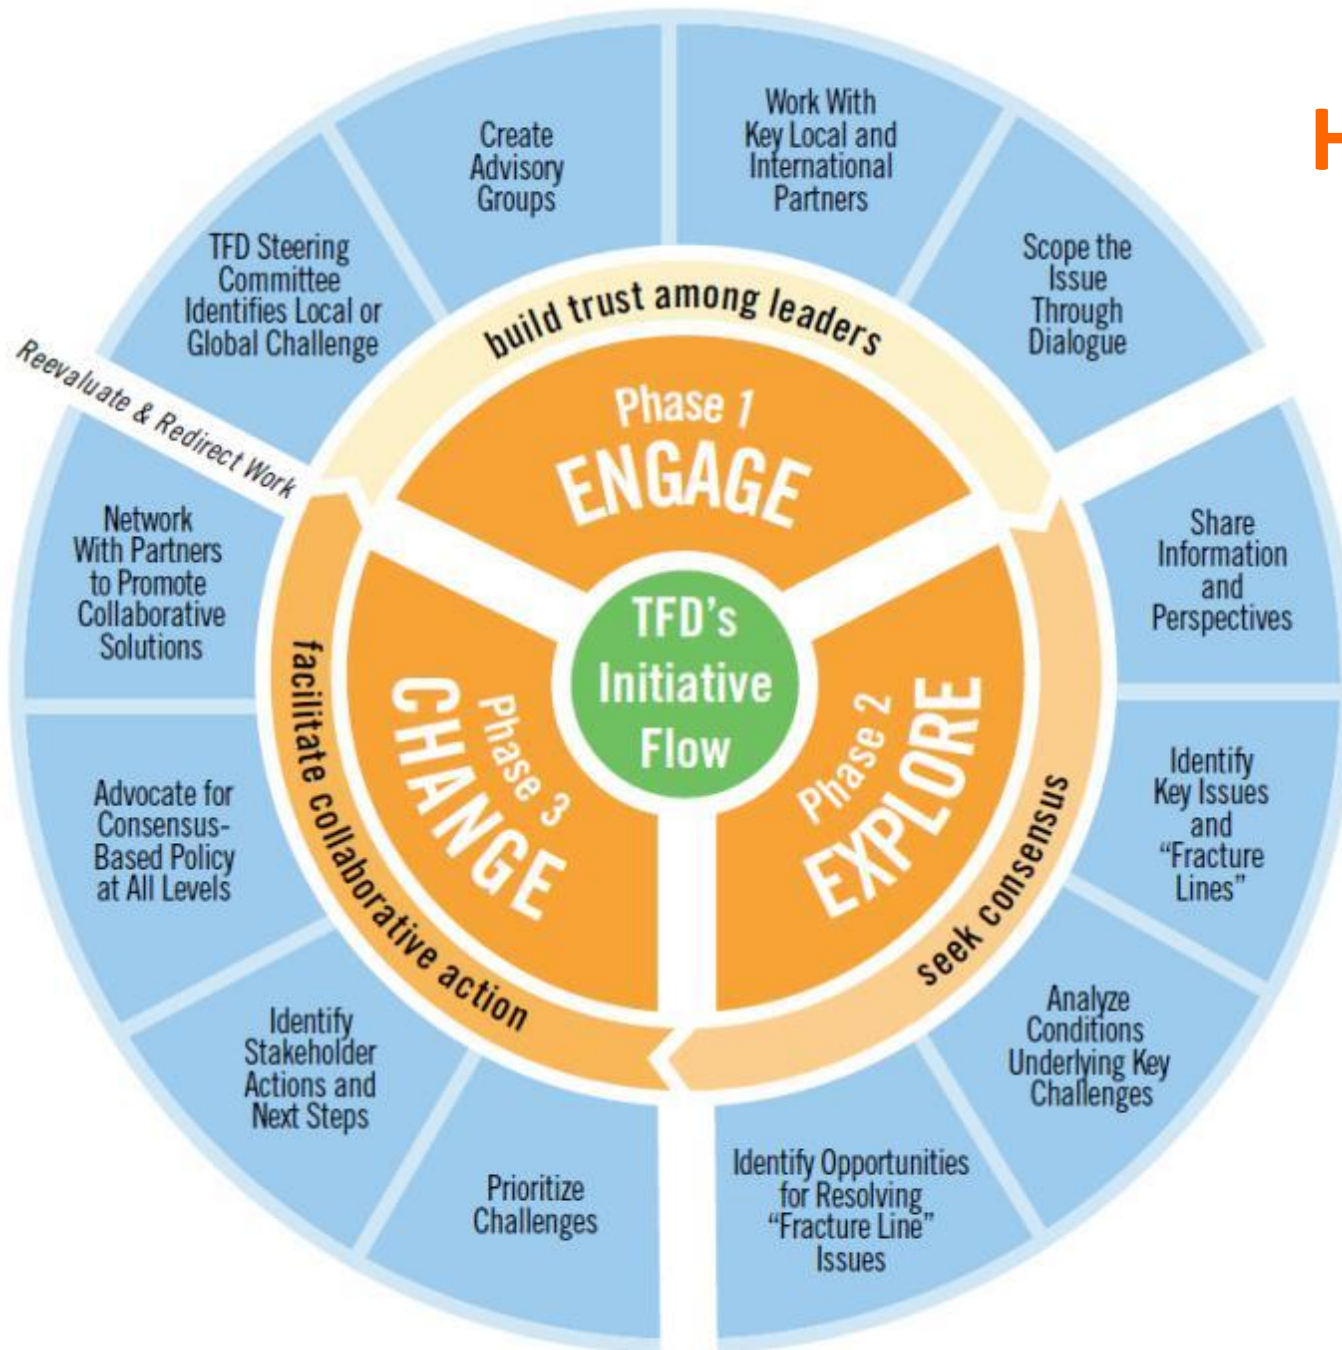 H
Work With
Key Local and
International
Partners
Create
Advisory
Groups
TFD Steering
Committee
Identifies Local or
Global Challenge
Scope the
Issue
Through
Dialogue
build trust among leaders
Reevaluate & Redirect Work
Phase 1
ENGAGE
Network
With Partners
to Promote
Collaborative
Solutions
Share
Information
and
Perspectives
TFD's
Initiative
Flow
facilitate collaborative action
Phase 3
CHANGE
Phase 2
EXPLORE
seek consensus
Identify
Key Issues
and
“Fracture
Lines”
Advocate for
Consensus-
Based Policy
at All Levels
Analyze
Conditions
Underlying Key
Challenges
Identify
Stakeholder
Actions and
Next Steps
Identify Opportunities
for Resolving
“Fracture Line”
Issues
Prioritize
Challenges